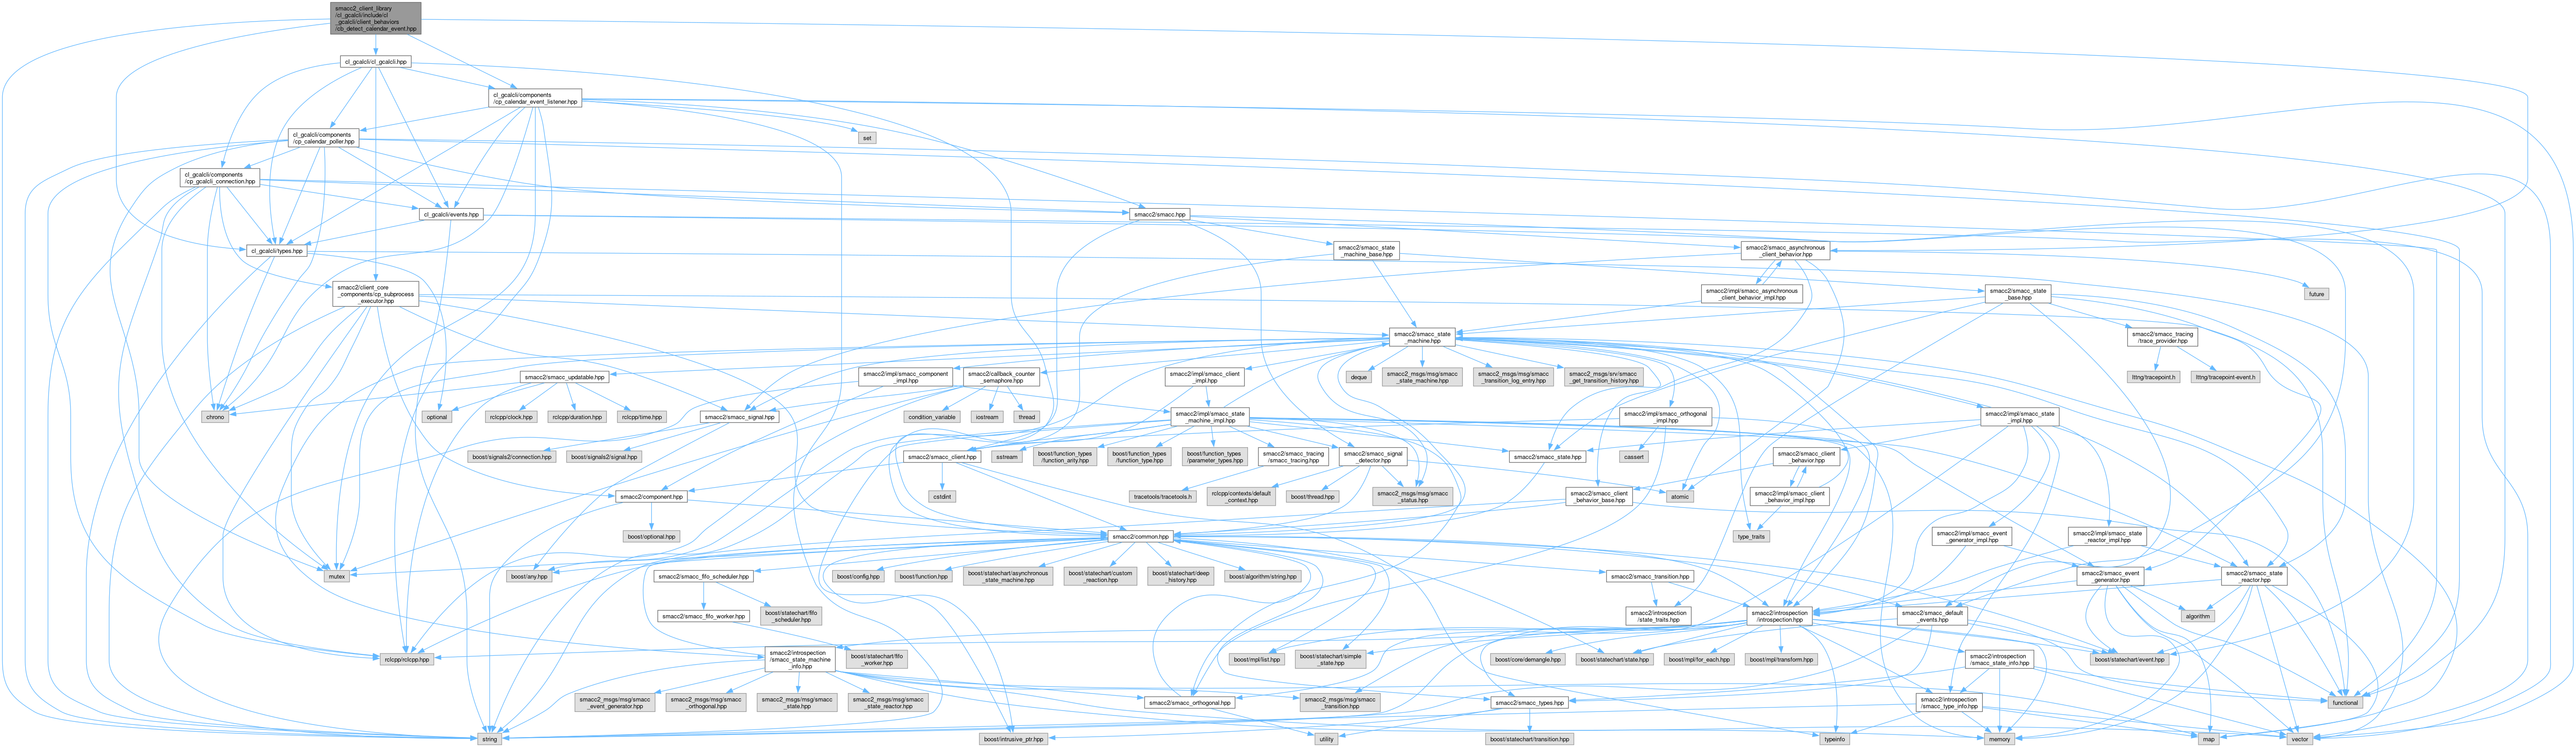 smacc2_client_library
/cl_gcalcli/include/cl
_gcalcli/client_behaviors
/cb_detect_calendar_event.hpp
cl_gcalcli/cl_gcalcli.hpp
cl_gcalcli/components
/cp_calendar_event_listener.hpp
set
cl_gcalcli/components
/cp_calendar_poller.hpp
cl_gcalcli/components
/cp_gcalcli_connection.hpp
cl_gcalcli/events.hpp
smacc2/smacc.hpp
cl_gcalcli/types.hpp
smacc2/smacc_state
_machine_base.hpp
smacc2/smacc_asynchronous
_client_behavior.hpp
smacc2/client_core
_components/cp_subprocess
_executor.hpp
smacc2/impl/smacc_asynchronous
_client_behavior_impl.hpp
smacc2/smacc_state
_base.hpp
future
smacc2/smacc_state
_machine.hpp
smacc2/smacc_tracing
/trace_provider.hpp
smacc2/smacc_updatable.hpp
smacc2/impl/smacc_component
_impl.hpp
smacc2/callback_counter
_semaphore.hpp
smacc2/impl/smacc_client
_impl.hpp
deque
smacc2_msgs/msg/smacc
_state_machine.hpp
smacc2_msgs/msg/smacc
_transition_log_entry.hpp
smacc2_msgs/srv/smacc
_get_transition_history.hpp
lttng/tracepoint.h
lttng/tracepoint-event.h
chrono
optional
rclcpp/clock.hpp
rclcpp/duration.hpp
rclcpp/time.hpp
smacc2/smacc_signal.hpp
condition_variable
iostream
thread
smacc2/impl/smacc_state
_machine_impl.hpp
smacc2/impl/smacc_orthogonal
_impl.hpp
smacc2/impl/smacc_state
_impl.hpp
boost/signals2/connection.hpp
boost/signals2/signal.hpp
smacc2/smacc_client.hpp
sstream
boost/function_types
/function_arity.hpp
boost/function_types
/function_type.hpp
boost/function_types
/parameter_types.hpp
smacc2/smacc_tracing
/smacc_tracing.hpp
smacc2/smacc_signal
_detector.hpp
cassert
smacc2/smacc_state.hpp
smacc2/smacc_client
_behavior.hpp
smacc2/component.hpp
cstdint
tracetools/tracetools.h
rclcpp/contexts/default
_context.hpp
boost/thread.hpp
smacc2_msgs/msg/smacc
_status.hpp
smacc2/smacc_client
_behavior_base.hpp
atomic
smacc2/impl/smacc_client
_behavior_impl.hpp
boost/optional.hpp
smacc2/common.hpp
type_traits
smacc2/impl/smacc_event
_generator_impl.hpp
smacc2/impl/smacc_state
_reactor_impl.hpp
mutex
boost/any.hpp
smacc2/smacc_fifo_scheduler.hpp
boost/config.hpp
boost/function.hpp
boost/statechart/asynchronous
_state_machine.hpp
boost/statechart/custom
_reaction.hpp
boost/statechart/deep
_history.hpp
boost/algorithm/string.hpp
smacc2/smacc_transition.hpp
smacc2/smacc_event
_generator.hpp
smacc2/smacc_state
_reactor.hpp
smacc2/smacc_fifo_worker.hpp
boost/statechart/fifo
_scheduler.hpp
smacc2/introspection
/state_traits.hpp
smacc2/introspection
/introspection.hpp
smacc2/smacc_default
_events.hpp
algorithm
rclcpp/rclcpp.hpp
smacc2/introspection
/smacc_state_machine
_info.hpp
boost/statechart/fifo
_worker.hpp
boost/mpl/list.hpp
boost/statechart/simple
_state.hpp
boost/core/demangle.hpp
boost/statechart/state.hpp
boost/mpl/for_each.hpp
boost/mpl/transform.hpp
smacc2/introspection
/smacc_state_info.hpp
boost/statechart/event.hpp
smacc2_msgs/msg/smacc
_event_generator.hpp
smacc2_msgs/msg/smacc
_orthogonal.hpp
smacc2_msgs/msg/smacc
_state.hpp
smacc2_msgs/msg/smacc
_state_reactor.hpp
smacc2/smacc_orthogonal.hpp
smacc2_msgs/msg/smacc
_transition.hpp
smacc2/smacc_types.hpp
smacc2/introspection
/smacc_type_info.hpp
functional
string
boost/intrusive_ptr.hpp
utility
boost/statechart/transition.hpp
typeinfo
memory
map
vector